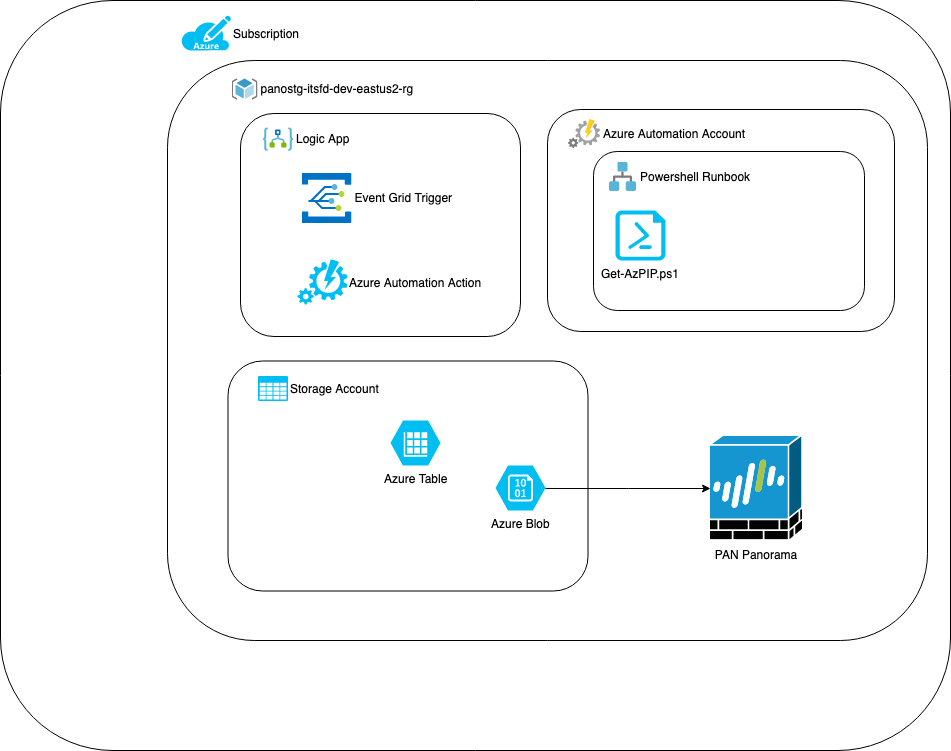 Azure
Subscription
panostg-itsfd-dev-eastus2-rg
Logic App
Event Grid Trigger
Azure Automation Action
Azure Automation Account
Powershell Runbook
Get-AzPIP.ps1
Storage Account
Azure Table
10
01
Azure Blob
PAN Panorama